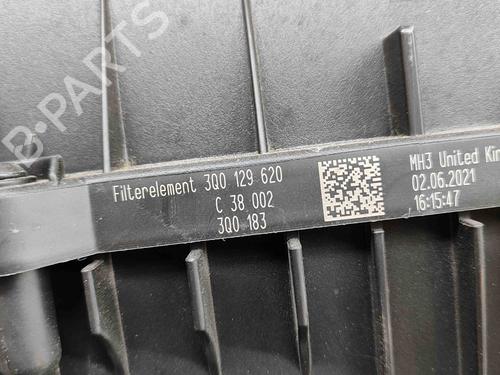 B-PARTS
Filterelement 3Q0 129 620
C 38 002
3Q0 183
MH3 United Kin
02.06.2021
16:15:47